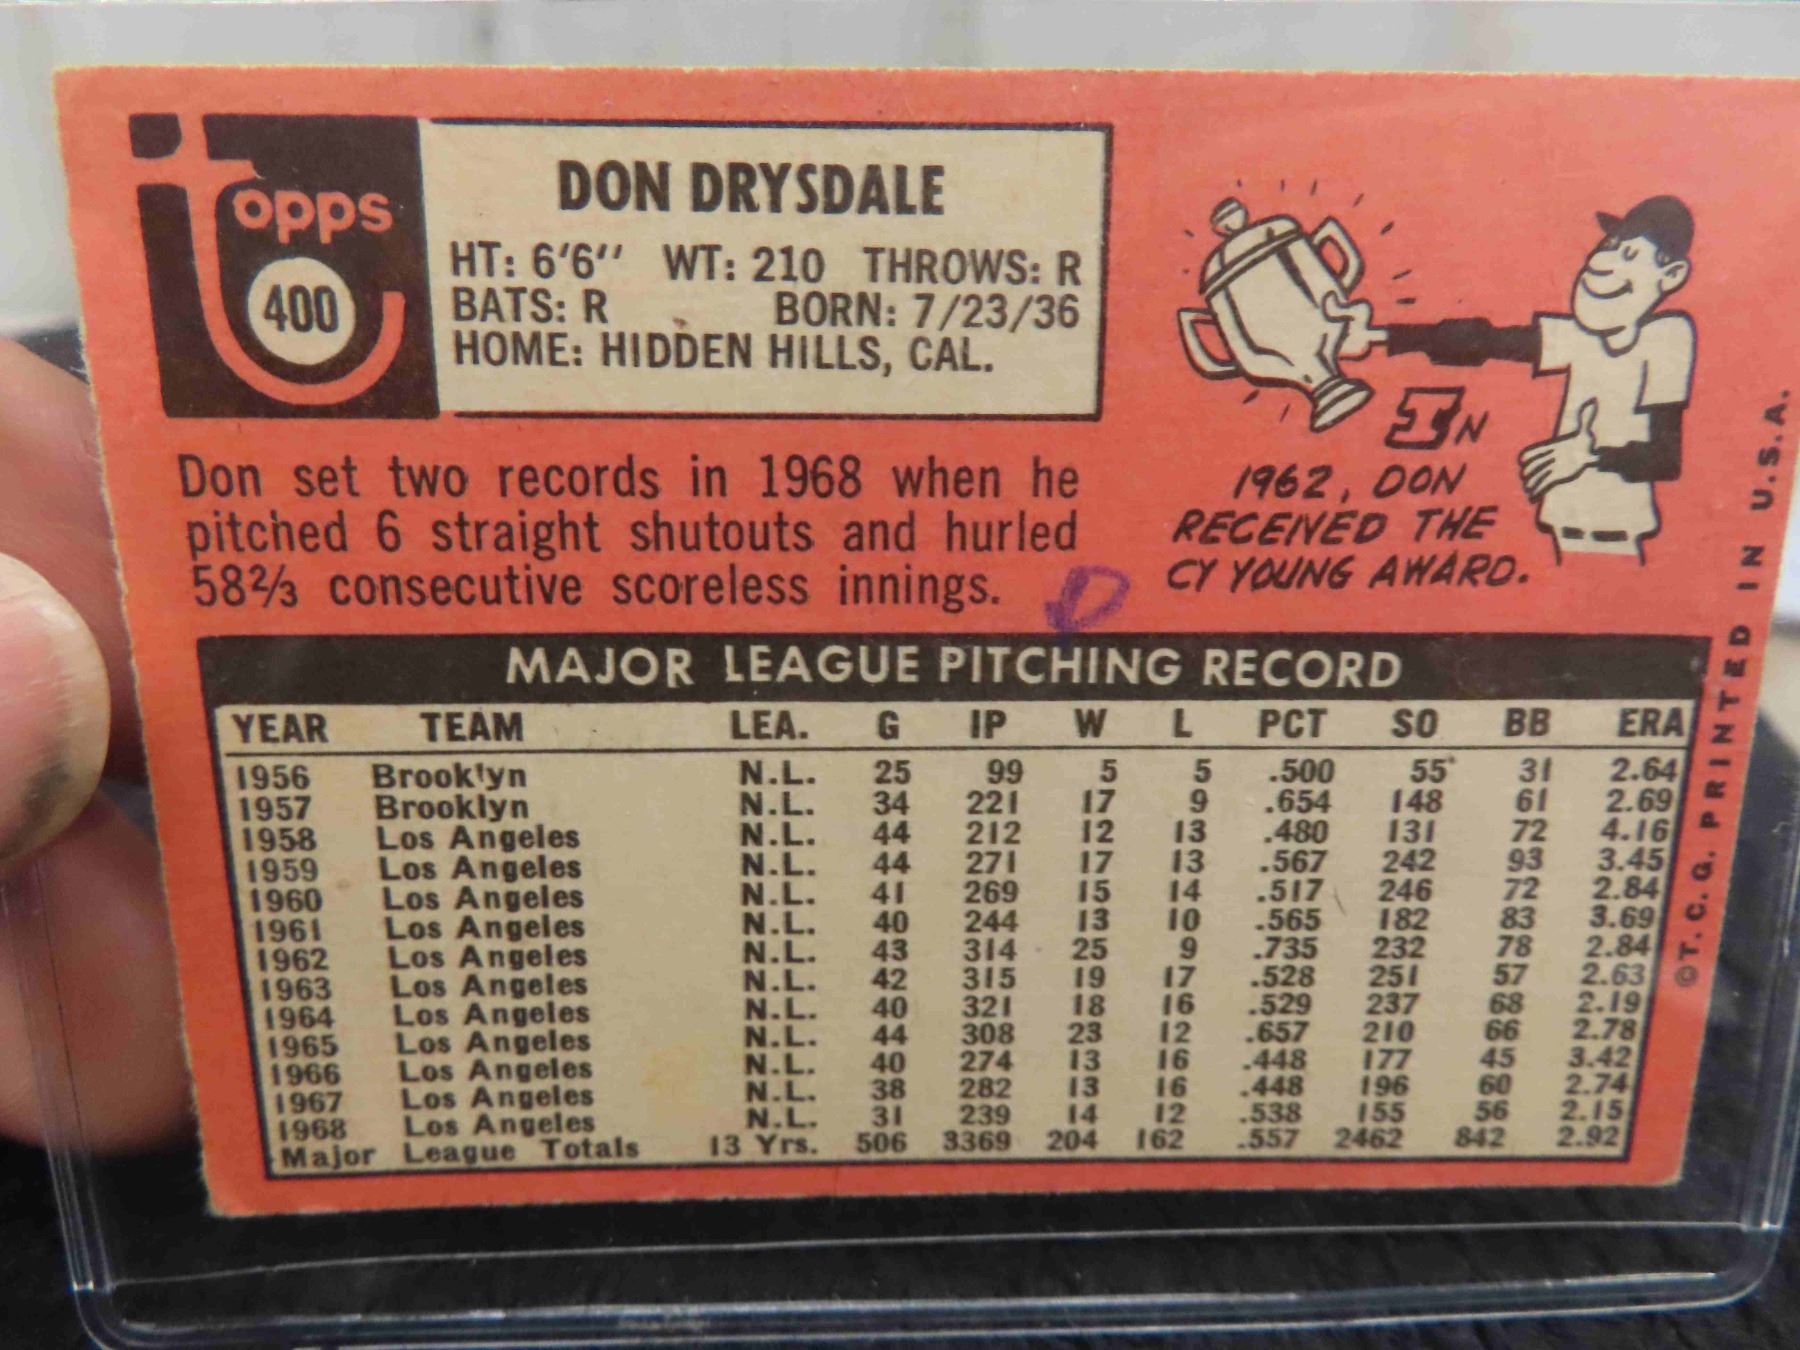 topps
400
DON DRYSDALE
HT: 6'6" WT: 210 THROWS: R
BATS: R BORN: 7/23/36
HOME: HIDDEN HILLS, CAL.
Don set two records in 1968 when he
pitched 6 straight shutouts and hurled
58⅔ consecutive scoreless innings.
D
IN
1962, DON
RECEIVED THE
CY YOUNG AWARD.
MAJOR LEAGUE PITCHING RECORD
YEAR TEAM LEA. G IP W L PCT SO BB ERA
1956 Brooklyn N.L. 25 99 5 5 .500 55 31 2.64
1957 Brooklyn N.L. 34 221 17 9 .654 148 61 2.69
1958 Los Angeles N.L. 44 212 12 13 .480 131 72 4.16
1959 Los Angeles N.L. 44 271 17 13 .567 242 93 3.45
1960 Los Angeles N.L. 41 269 15 14 .517 246 72 2.84
1961 Los Angeles N.L. 40 244 13 10 .565 182 83 3.69
1962 Los Angeles N.L. 43 314 25 9 .735 232 78 2.84
1963 Los Angeles N.L. 42 315 19 17 .528 251 57 2.63
1964 Los Angeles N.L. 40 321 18 16 .529 237 68 2.19
1965 Los Angeles N.L. 44 308 23 12 .657 210 66 2.78
1966 Los Angeles N.L. 40 274 13 16 .448 177 45 3.42
1967 Los Angeles N.L. 38 282 13 16 .448 196 60 2.74
1968 Los Angeles N.L. 31 239 14 12 .538 155 56 2.15
Major League Totals 13 Yrs. 506 3369 204 162 .557 2462 842 2.92
©T. C. G. PRINTED IN U.S.A.